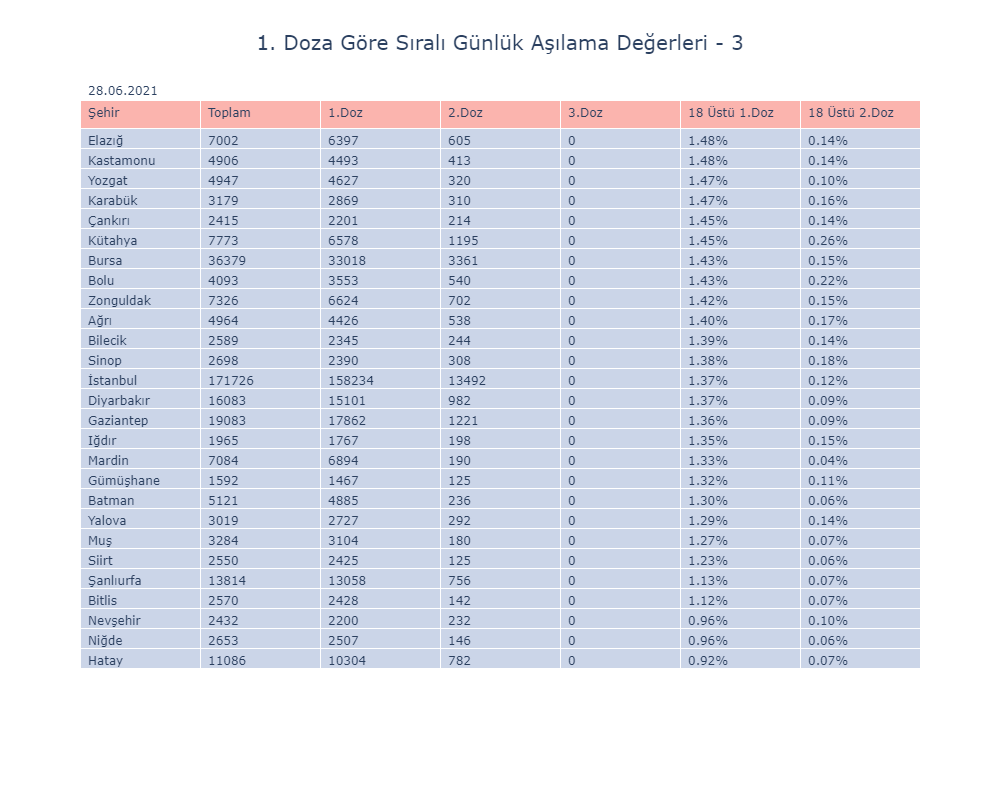 1. Doza Göre Sıralı Günlük Aşılama Değerleri - 3
28.06.2021
Şehir Toplam 1.Doz 2.Doz 3.Doz 18 Üstü 1.Doz 18 Üstü 2.Doz
Elazığ 7002 6397 605 0 1.48% 0.14%
Kastamonu 4906 4493 413 0 1.48% 0.14%
Yozgat 4947 4627 320 0 1.47% 0.10%
Karabük 3179 2869 310 0 1.47% 0.16%
Çankırı 2415 2201 214 0 1.45% 0.14%
Kütahya 7773 6578 1195 0 1.45% 0.26%
Bursa 36379 33018 3361 0 1.43% 0.15%
Bolu 4093 3553 540 0 1.43% 0.22%
Zonguldak 7326 6624 702 0 1.42% 0.15%
Ağrı 4964 4426 538 0 1.40% 0.17%
Bilecik 2589 2345 244 0 1.39% 0.14%
Sinop 2698 2390 308 0 1.38% 0.18%
İstanbul 171726 158234 13492 0 1.37% 0.12%
Diyarbakır 16083 15101 982 0 1.37% 0.09%
Gaziantep 19083 17862 1221 0 1.36% 0.09%
Iğdır 1965 1767 198 0 1.35% 0.15%
Mardin 7084 6894 190 0 1.33% 0.04%
Gümüşhane 1592 1467 125 0 1.32% 0.11%
Batman 5121 4885 236 0 1.30% 0.06%
Yalova 3019 2727 292 0 1.29% 0.14%
Muş 3284 3104 180 0 1.27% 0.07%
Siirt 2550 2425 125 0 1.23% 0.06%
Şanlıurfa 13814 13058 756 0 1.13% 0.07%
Bitlis 2570 2428 142 0 1.12% 0.07%
Nevşehir 2432 2200 232 0 0.96% 0.10%
Niğde 2653 2507 146 0 0.96% 0.06%
Hatay 11086 10304 782 0 0.92% 0.07%